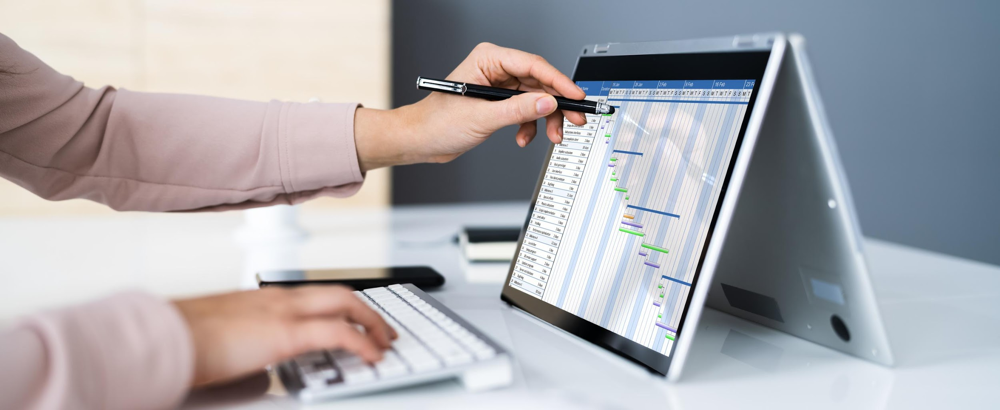 Name Duration 19 Jan 26 Jan 2 Feb 9 Feb 16 Feb 23 F
M T W T F S S M T W T F S S M T W T F S S M T W T F S S M T W T F S S M T
65 days
1 day
5 Setup dev environment 1 day
Subsystems interfaces 2 days
First compilable client 2 days
8 Milestone 2 10 days
9 Graphics subsystem 2 days
10 Audio subsystem 2 days
11 Basic game logic 1 day
12 User interface 2 days
13 First client prototype 2 days
14 Bugfixing 1 day
15 Milestone 3 21 days
16 Special effects 3 days
17 Physics subsystem 4 days
18 Scripts implementation 5 days
19 Level editor 5 days
20 Profiling 2 days
21 Performance optimization 2 days
22 Milestone 4 12 days
23 Launcher 1 day
24 Setup program 1 day
25 3D render support 2 days
26 Updater program 1 day
27 Server and database 4 days
28 Bugfixing 3 days
29 Milestone 5 10 days